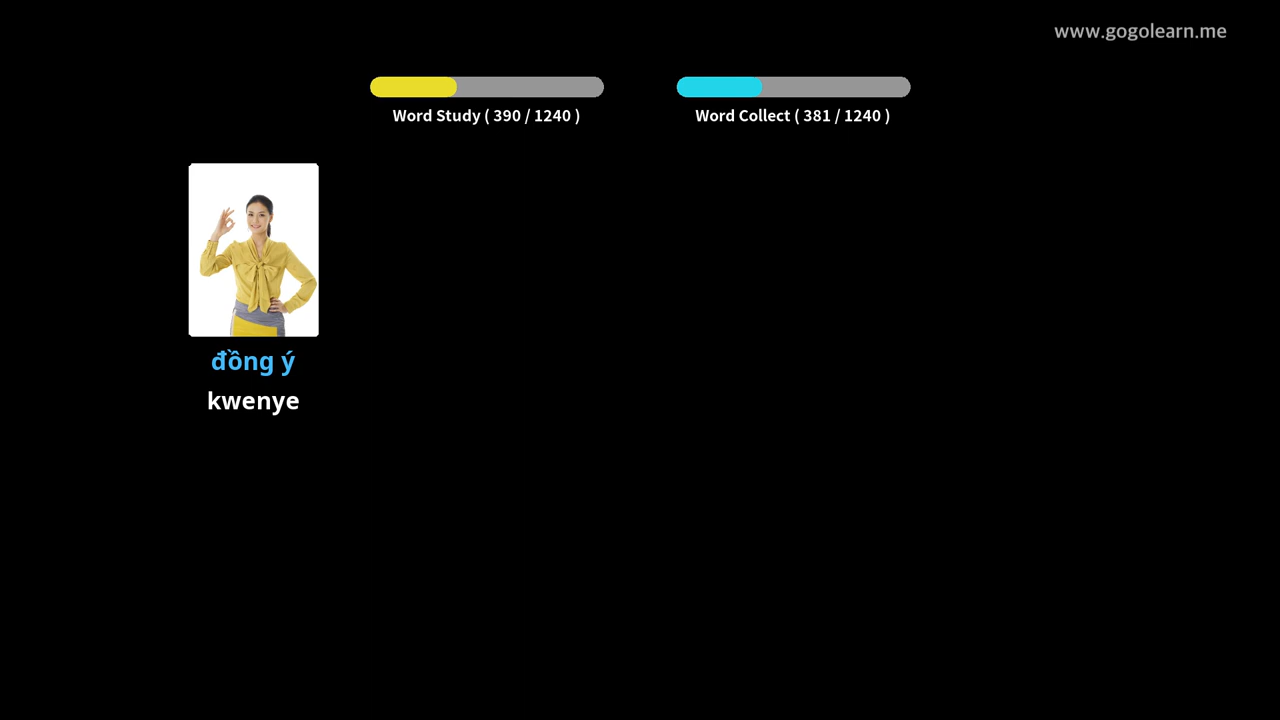 www.gogolearn.me
Word Study ( 390 / 1240 )
Word Collect ( 381 / 1240 )
đồng ý
kwenye